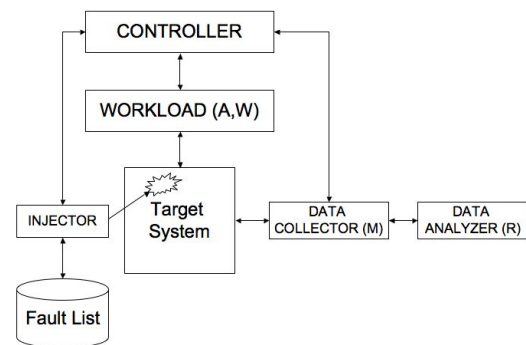 CONTROLLER
WORKLOAD (A,W)
Target
System
INJECTOR
DATA
COLLECTOR (M)
DATA
ANALYZER (R)
Fault List